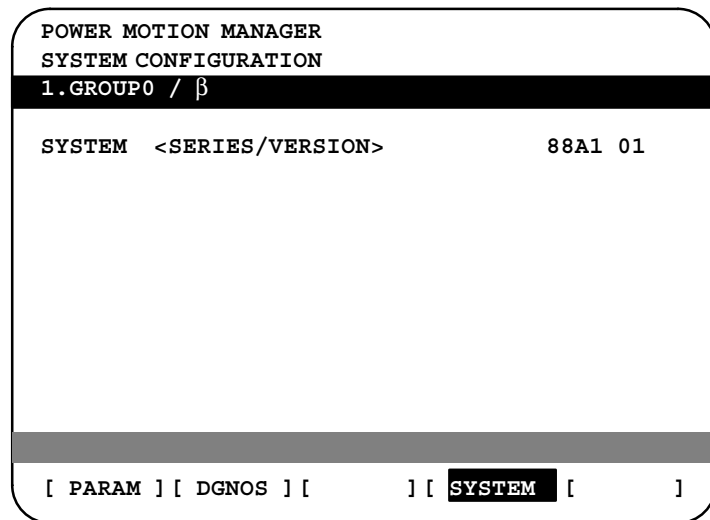 POWER MOTION MANAGER
SYSTEM CONFIGURATION
1.GROUP0 / β
SYSTEM <SERIES/VERSION> 88A1 01
[ PARAM ][ DGNOS ][ ][ SYSTEM [ ]